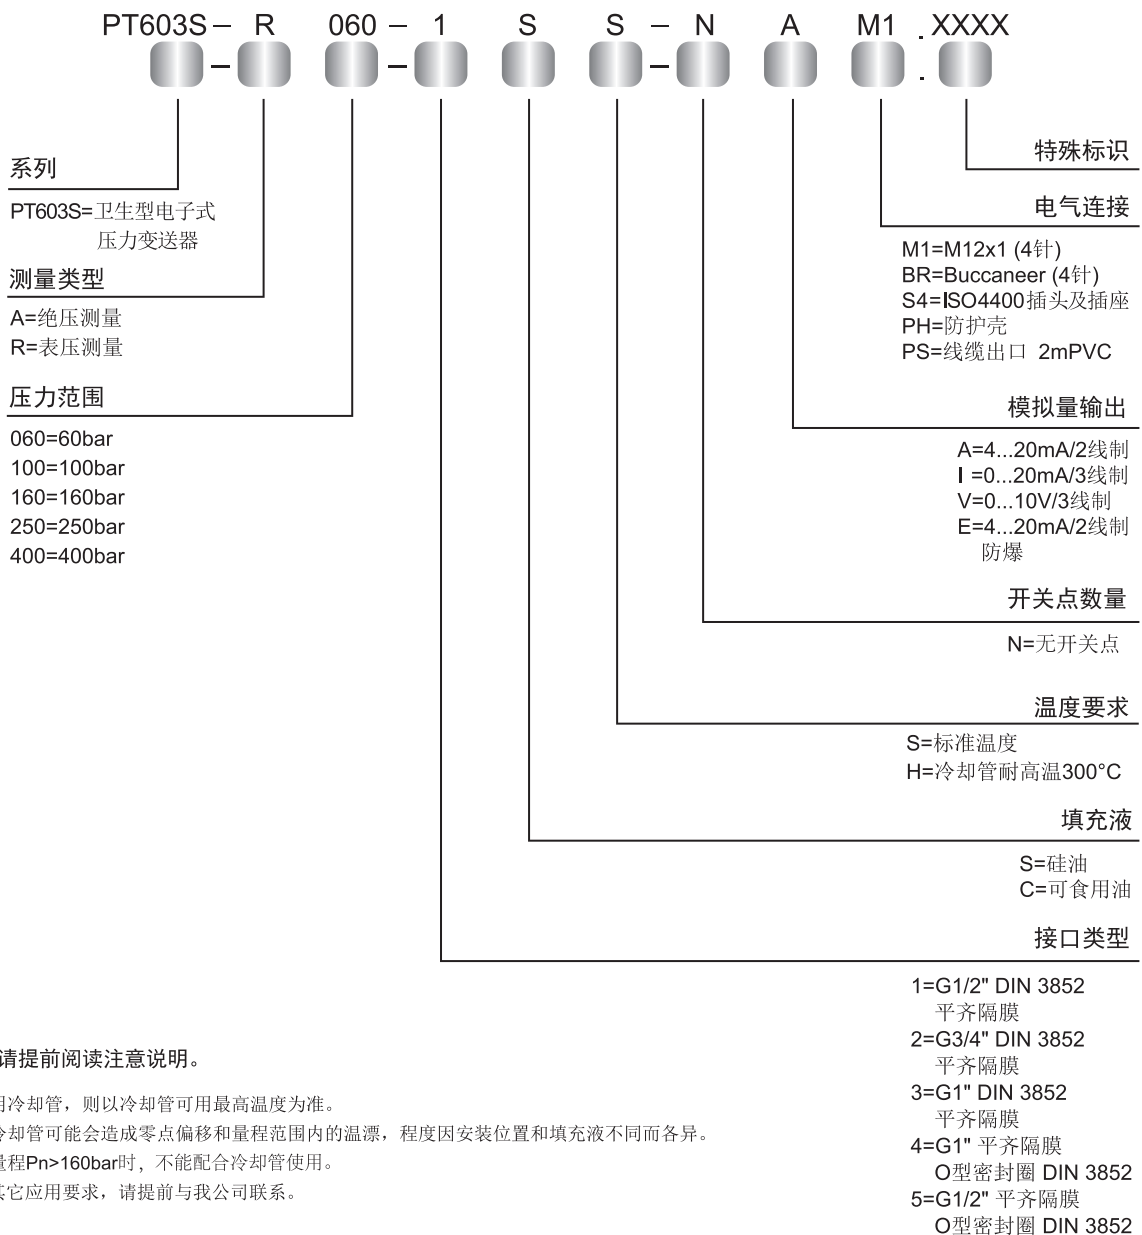 PT603S – R 060 – 1 S S – N A M1 . XXXX
系列
PT603S=卫生型电子式
压力变送器
测量类型
A=绝压测量
R=表压测量
压力范围
060=60bar
100=100bar
160=160bar
250=250bar
400=400bar
特殊标识
电气连接
M1=M12x1 (4针)
BR=Buccaneer (4针)
S4=ISO4400插头及插座
PH=防护壳
PS=线缆出口 2mPVC
模拟量输出
A=4...20mA/2线制
I =0...20mA/3线制
V=0...10V/3线制
E=4...20mA/2线制
防爆
开关点数量
N=无开关点
温度要求
S=标准温度
H=冷却管耐高温300°C
填充液
S=硅油
C=可食用油
接口类型
1=G1/2" DIN 3852
平齐隔膜
2=G3/4" DIN 3852
平齐隔膜
3=G1" DIN 3852
平齐隔膜
4=G1" 平齐隔膜
O型密封圈 DIN 3852
5=G1/2" 平齐隔膜
O型密封圈 DIN 3852
请提前阅读注意说明。
用冷却管，则以冷却管可用最高温度为准。
冷却管可能会造成零点偏移和量程范围内的温漂，程度因安装位置和填充液不同而各异。
量程Pn>160bar时，不能配合冷却管使用。
其它应用要求，请提前与我公司联系。